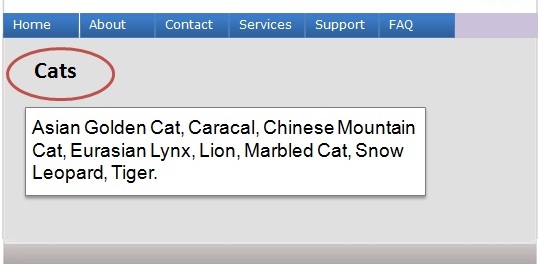 Home About Contact Services Support FAQ
Cats
Asian Golden Cat, Caracal, Chinese Mountain
Cat, Eurasian Lynx, Lion, Marbled Cat, Snow
Leopard, Tiger.